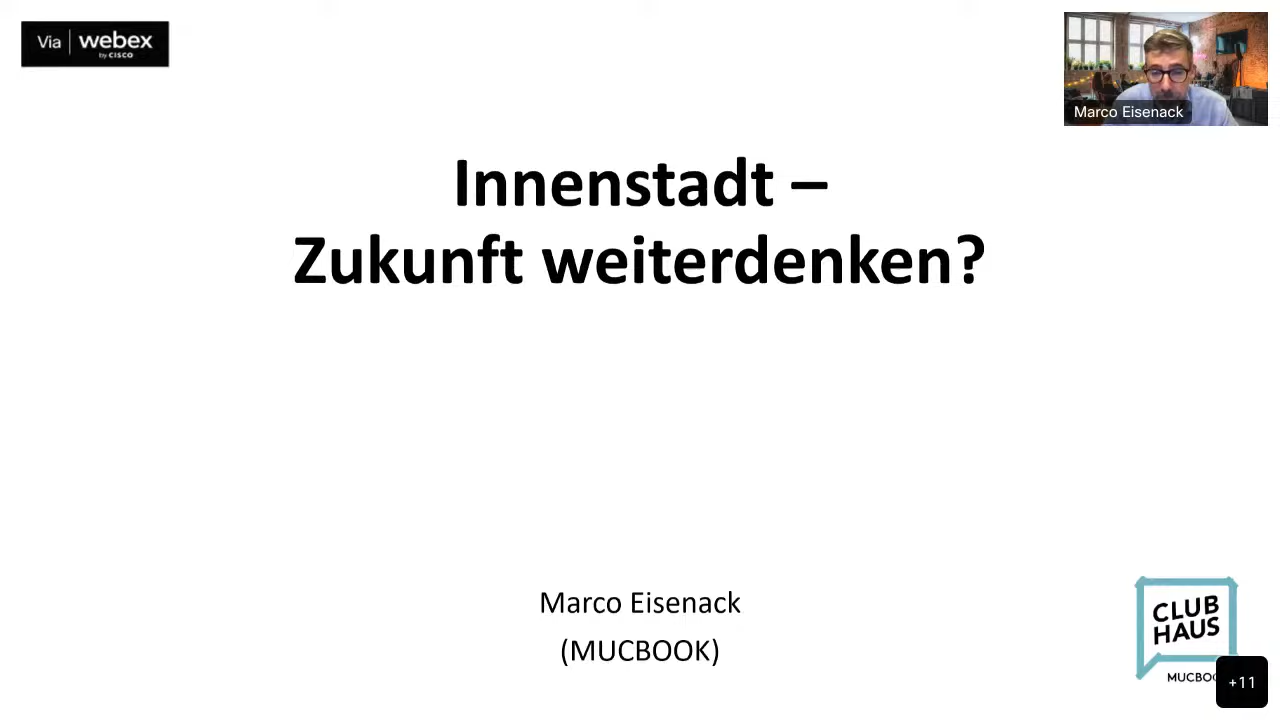 Via webex
by CISCO
Marco Eisenack
Innenstadt –
Zukunft weiterdenken?
Marco Eisenack
(MUCBOOK)
CLUB
HAUS
+11